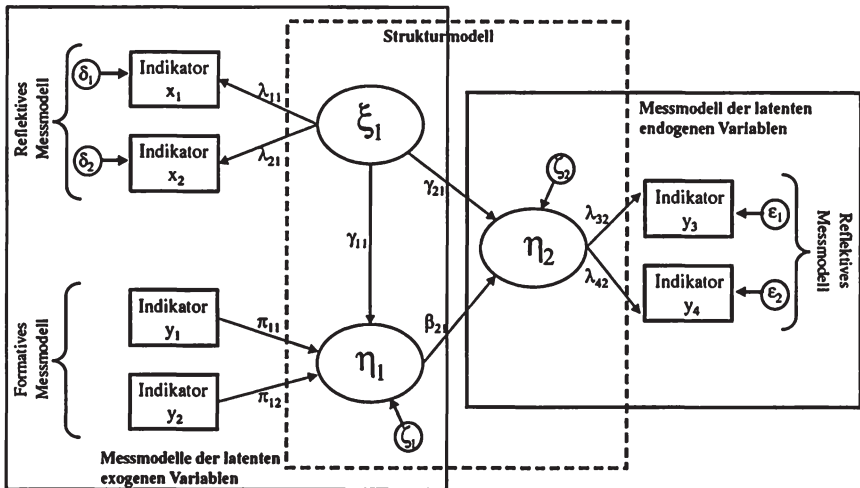 Strukturmodell
Reflektives
Messmodell
δ1
Indikator
x1
λ11
δ2
Indikator
x2
λ21
ξ1
γ21
γ11
Messmodell der latenten
endogenen Variablen
ζ2
η2
λ32
Indikator
y3
ε1
λ42
Indikator
y4
ε2
Reflektives
Messmodell
Formatives
Messmodell
Indikator
y1
π11
Indikator
y2
π12
η1
β21
ζ1
Messmodelle der latenten
exogenen Variablen